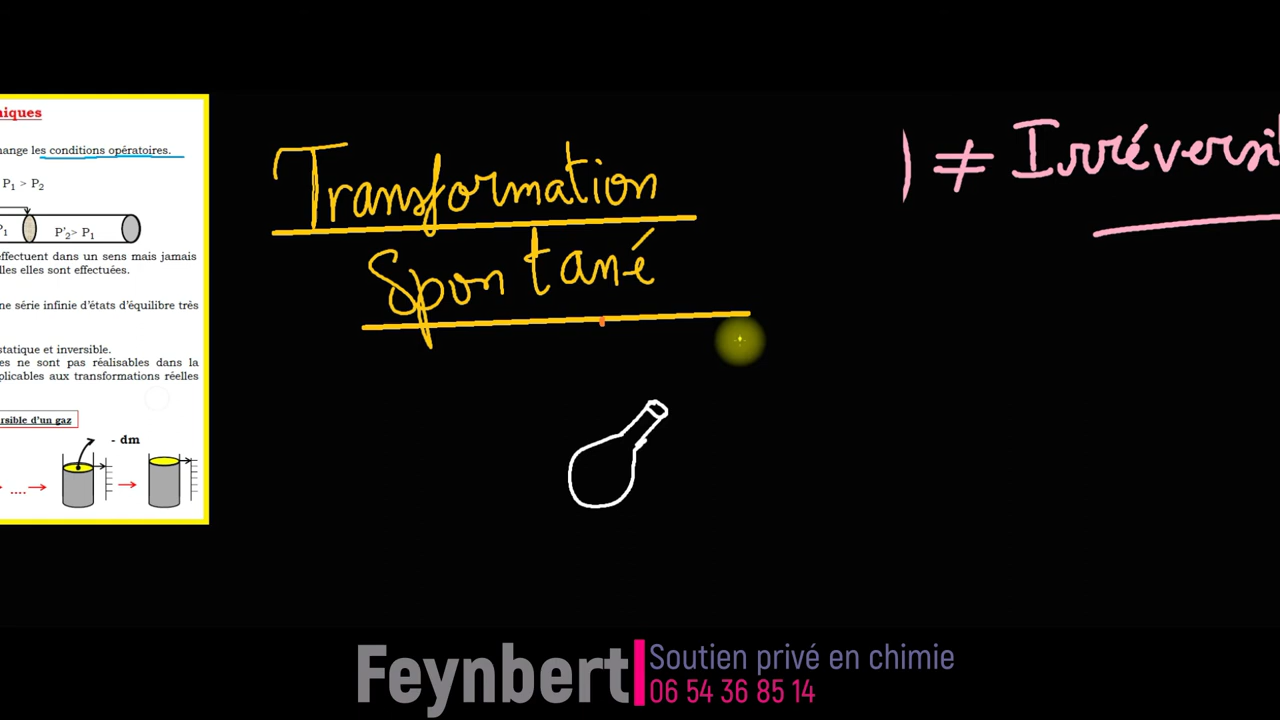 niques
hange les conditions opératoires.
P₁ > P₂
P₁
P'₂> P₁
effectuent dans un sens mais jamais
lles elles sont effectuées.
ne série infinie d'états d'équilibre très
statique et inversible.
es ne sont pas réalisables dans la
plicables aux transformations réelles
rsible d'un gaz
- dm
....
Transformation
Spontané
) ≠ Irréversi
Feynbert
Soutien privé en chimie
06 54 36 85 14